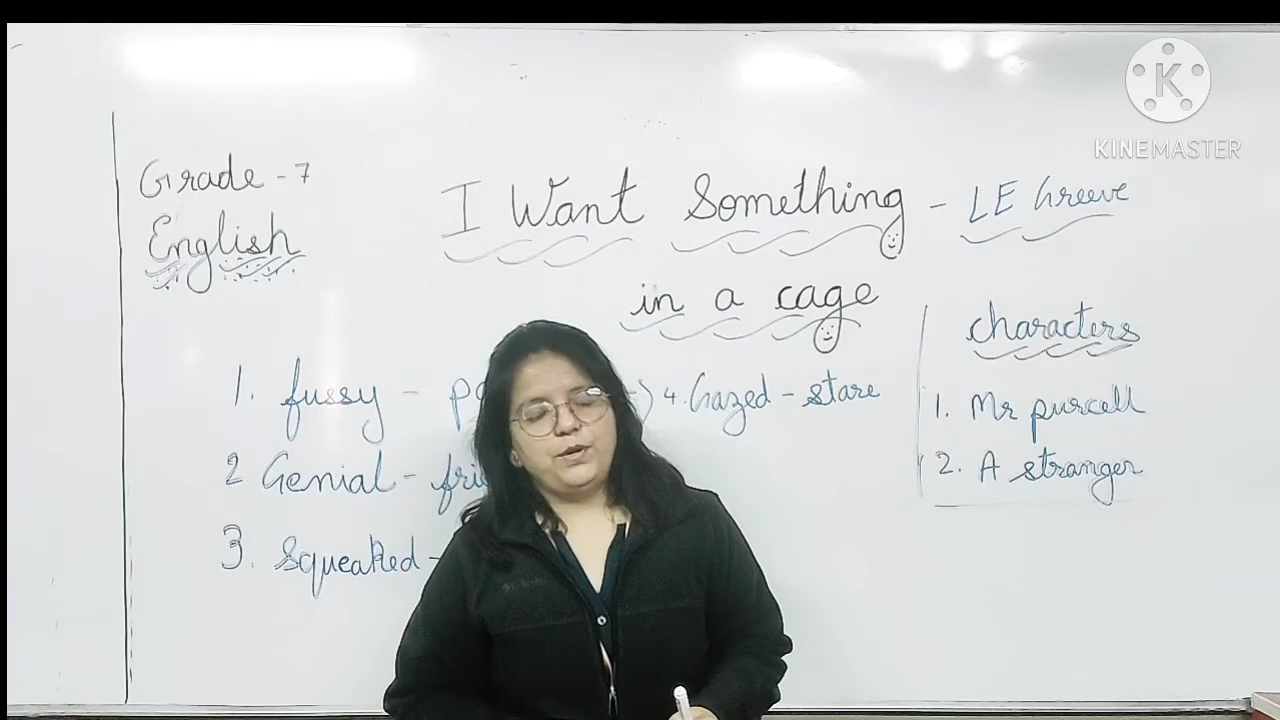 Grade - 7
English
I Want Something - LE Greeve
in a cage
characters
1. Mr purcell
2. A stranger
1. fussy -
4. Gazed - stare
2 Genial -
3. Squeaked -
KINEMASTER